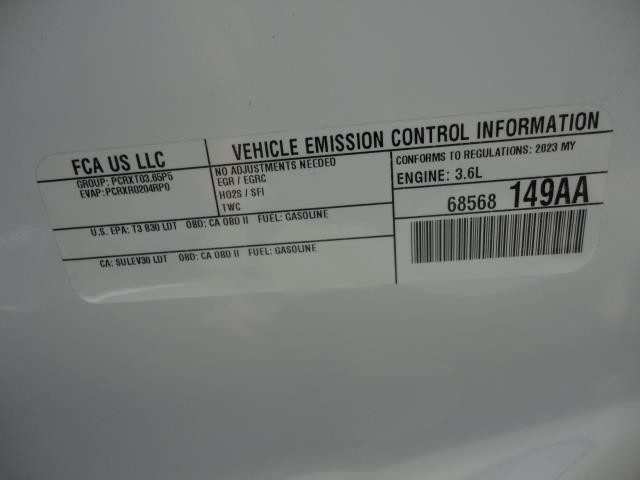 FCA US LLC
GROUP: PCRXT03.65P5
EVAP: PCRXR0204RP0
VEHICLE EMISSION CONTROL INFORMATION
NO ADJUSTMENTS NEEDED
EGR / EGRC
HO2S / SFI
TWC
CONFORMS TO REGULATIONS: 2023 MY
ENGINE: 3.6L
68568 149AA
U.S. EPA: T3 B30 LDT OBD: CA OBD II FUEL: GASOLINE
CA: SULEV30 LDT OBD: CA OBD II FUEL: GASOLINE